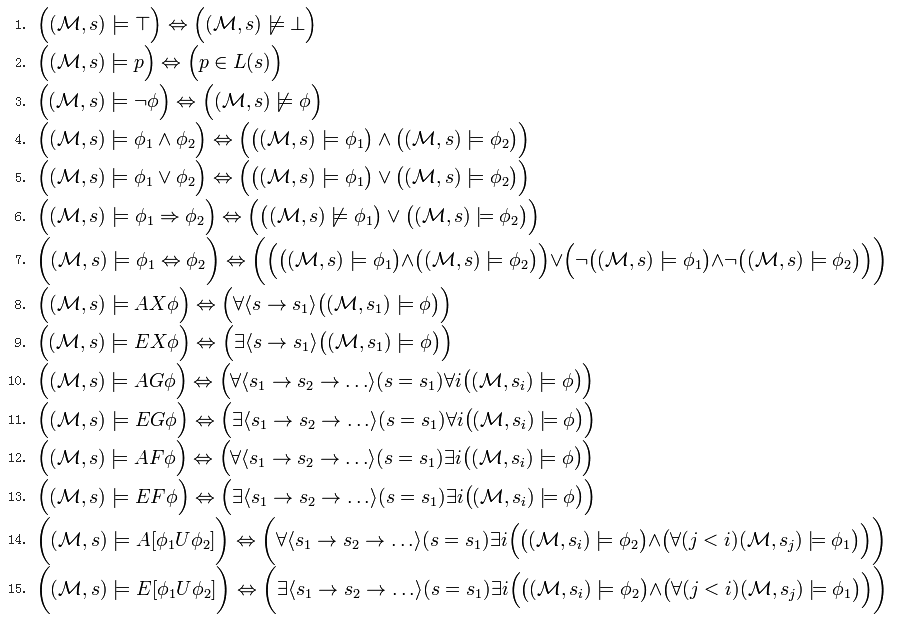 1. ((ℳ, s) ⊨ ⊤) ⇔ ((ℳ, s) ⊭ ⊥)
2. ((ℳ, s) ⊨ p) ⇔ (p ∈ L(s))
3. ((ℳ, s) ⊨ ¬ϕ) ⇔ ((ℳ, s) ⊭ ϕ)
4. ((ℳ, s) ⊨ ϕ₁ ∧ ϕ₂) ⇔ (((ℳ, s) ⊨ ϕ₁) ∧ ((ℳ, s) ⊨ ϕ₂))
5. ((ℳ, s) ⊨ ϕ₁ ∨ ϕ₂) ⇔ (((ℳ, s) ⊨ ϕ₁) ∨ ((ℳ, s) ⊨ ϕ₂))
6. ((ℳ, s) ⊨ ϕ₁ ⇒ ϕ₂) ⇔ (((ℳ, s) ⊭ ϕ₁) ∨ ((ℳ, s) ⊨ ϕ₂))
7. ((ℳ, s) ⊨ ϕ₁ ⇔ ϕ₂) ⇔ ((((ℳ, s) ⊨ ϕ₁) ∧ ((ℳ, s) ⊨ ϕ₂)) ∨ (¬((ℳ, s) ⊨ ϕ₁) ∧ ¬((ℳ, s) ⊨ ϕ₂)))
8. ((ℳ, s) ⊨ AXϕ) ⇔ (∀⟨s → s₁⟩((ℳ, s₁) ⊨ ϕ))
9. ((ℳ, s) ⊨ EXϕ) ⇔ (∃⟨s → s₁⟩((ℳ, s₁) ⊨ ϕ))
10. ((ℳ, s) ⊨ AGϕ) ⇔ (∀⟨s₁ → s₂ → …⟩(s = s₁)∀i((ℳ, sᵢ) ⊨ ϕ))
11. ((ℳ, s) ⊨ EGϕ) ⇔ (∃⟨s₁ → s₂ → …⟩(s = s₁)∀i((ℳ, sᵢ) ⊨ ϕ))
12. ((ℳ, s) ⊨ AFϕ) ⇔ (∀⟨s₁ → s₂ → …⟩(s = s₁)∃i((ℳ, sᵢ) ⊨ ϕ))
13. ((ℳ, s) ⊨ EFϕ) ⇔ (∃⟨s₁ → s₂ → …⟩(s = s₁)∃i((ℳ, sᵢ) ⊨ ϕ))
14. ((ℳ, s) ⊨ A[ϕ₁Uϕ₂]) ⇔ (∀⟨s₁ → s₂ → …⟩(s = s₁)∃i(((ℳ, sᵢ) ⊨ ϕ₂) ∧ (∀(j < i)(ℳ, sⱼ) ⊨ ϕ₁)))
15. ((ℳ, s) ⊨ E[ϕ₁Uϕ₂]) ⇔ (∃⟨s₁ → s₂ → …⟩(s = s₁)∃i(((ℳ, sᵢ) ⊨ ϕ₂) ∧ (∀(j < i)(ℳ, sⱼ) ⊨ ϕ₁)))